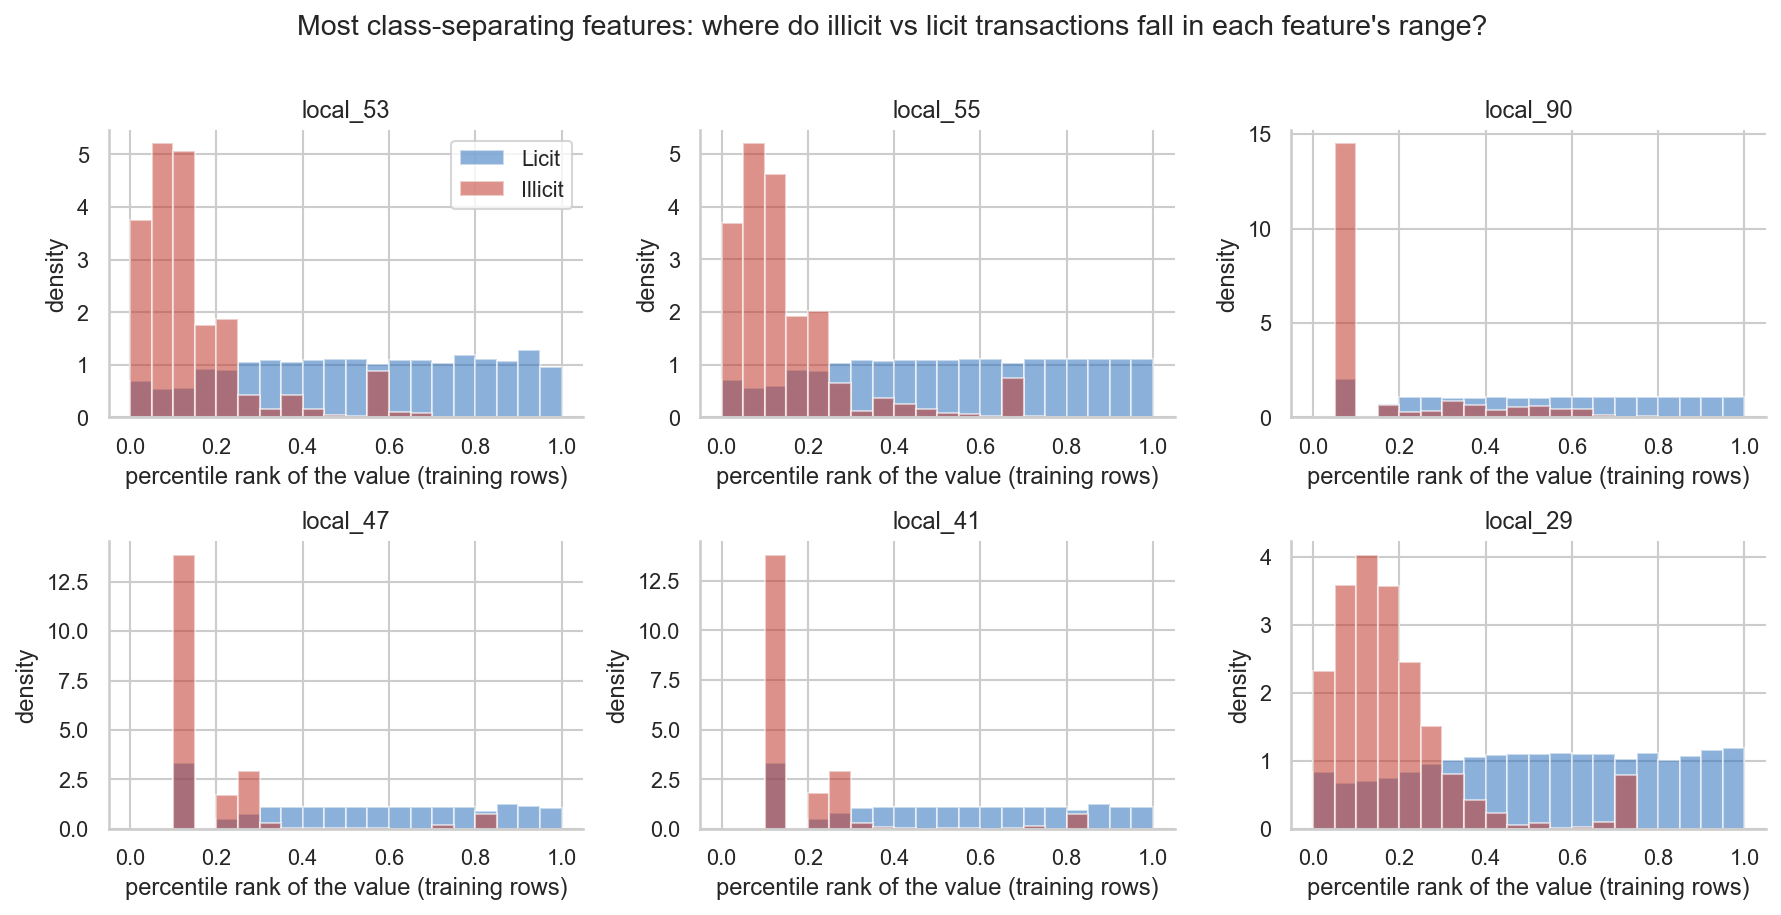 Most class-separating features: where do illicit vs licit transactions fall in each feature's range?
local_53
5
4
3
2
1
0
density
0.0 0.2 0.4 0.6 0.8 1.0
percentile rank of the value (training rows)
Licit
Illicit
local_55
5
4
3
2
1
0
density
0.0 0.2 0.4 0.6 0.8 1.0
percentile rank of the value (training rows)
local_90
15
10
5
0
density
0.0 0.2 0.4 0.6 0.8 1.0
percentile rank of the value (training rows)
local_47
12.5
10.0
7.5
5.0
2.5
0.0
density
0.0 0.2 0.4 0.6 0.8 1.0
percentile rank of the value (training rows)
local_41
12.5
10.0
7.5
5.0
2.5
0.0
density
0.0 0.2 0.4 0.6 0.8 1.0
percentile rank of the value (training rows)
local_29
4
3
2
1
0
density
0.0 0.2 0.4 0.6 0.8 1.0
percentile rank of the value (training rows)